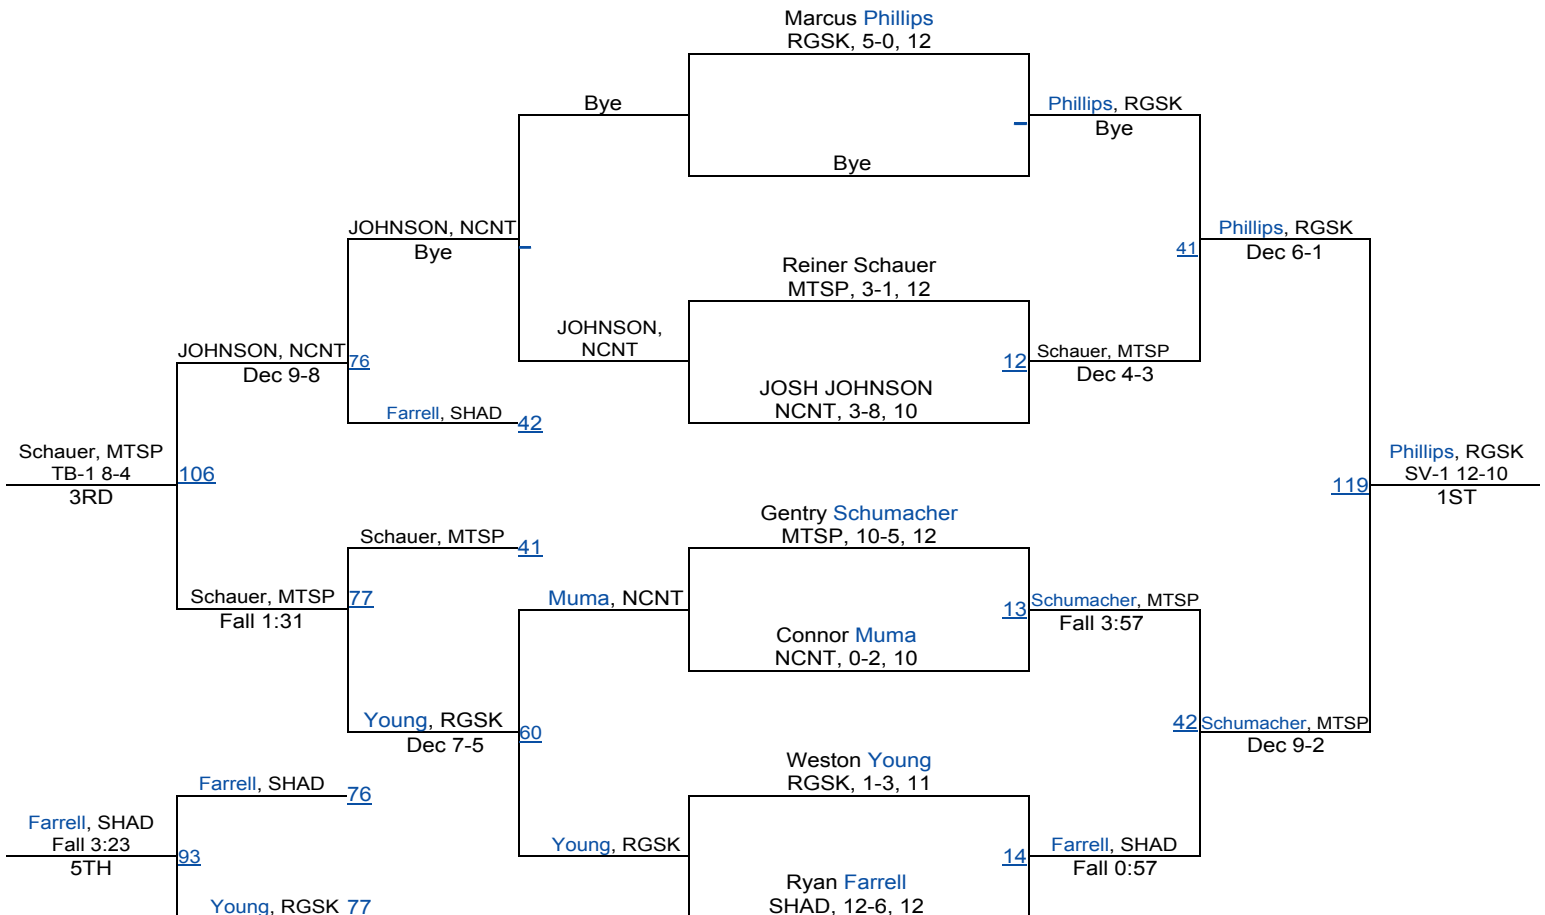 Marcus Phillips
RGSK, 5-0, 12
Bye
Phillips, RGSK
Bye
Bye
JOHNSON, NCNT
Bye
Phillips, RGSK
41
Dec 6-1
Reiner Schauer
MTSP, 3-1, 12
JOHNSON,
NCNT
JOHNSON, NCNT
76
Dec 9-8
12
Schauer, MTSP
Dec 4-3
JOSH JOHNSON
NCNT, 3-8, 10
Farrell, SHAD
42
Schauer, MTSP
TB-1 8-4
106
3RD
Phillips, RGSK
SV-1 12-10
119
1ST
Gentry Schumacher
MTSP, 10-5, 12
Schauer, MTSP
41
Schauer, MTSP
77
Fall 1:31
Muma, NCNT
13
Schumacher, MTSP
Fall 3:57
Connor Muma
NCNT, 0-2, 10
Young, RGSK
60
Dec 7-5
42
Schumacher, MTSP
Dec 9-2
Weston Young
RGSK, 1-3, 11
Farrell, SHAD
76
Farrell, SHAD
Fall 3:23
93
5TH
Young, RGSK
14
Farrell, SHAD
Fall 0:57
Ryan Farrell
SHAD, 12-6, 12
Young, RGSK
77